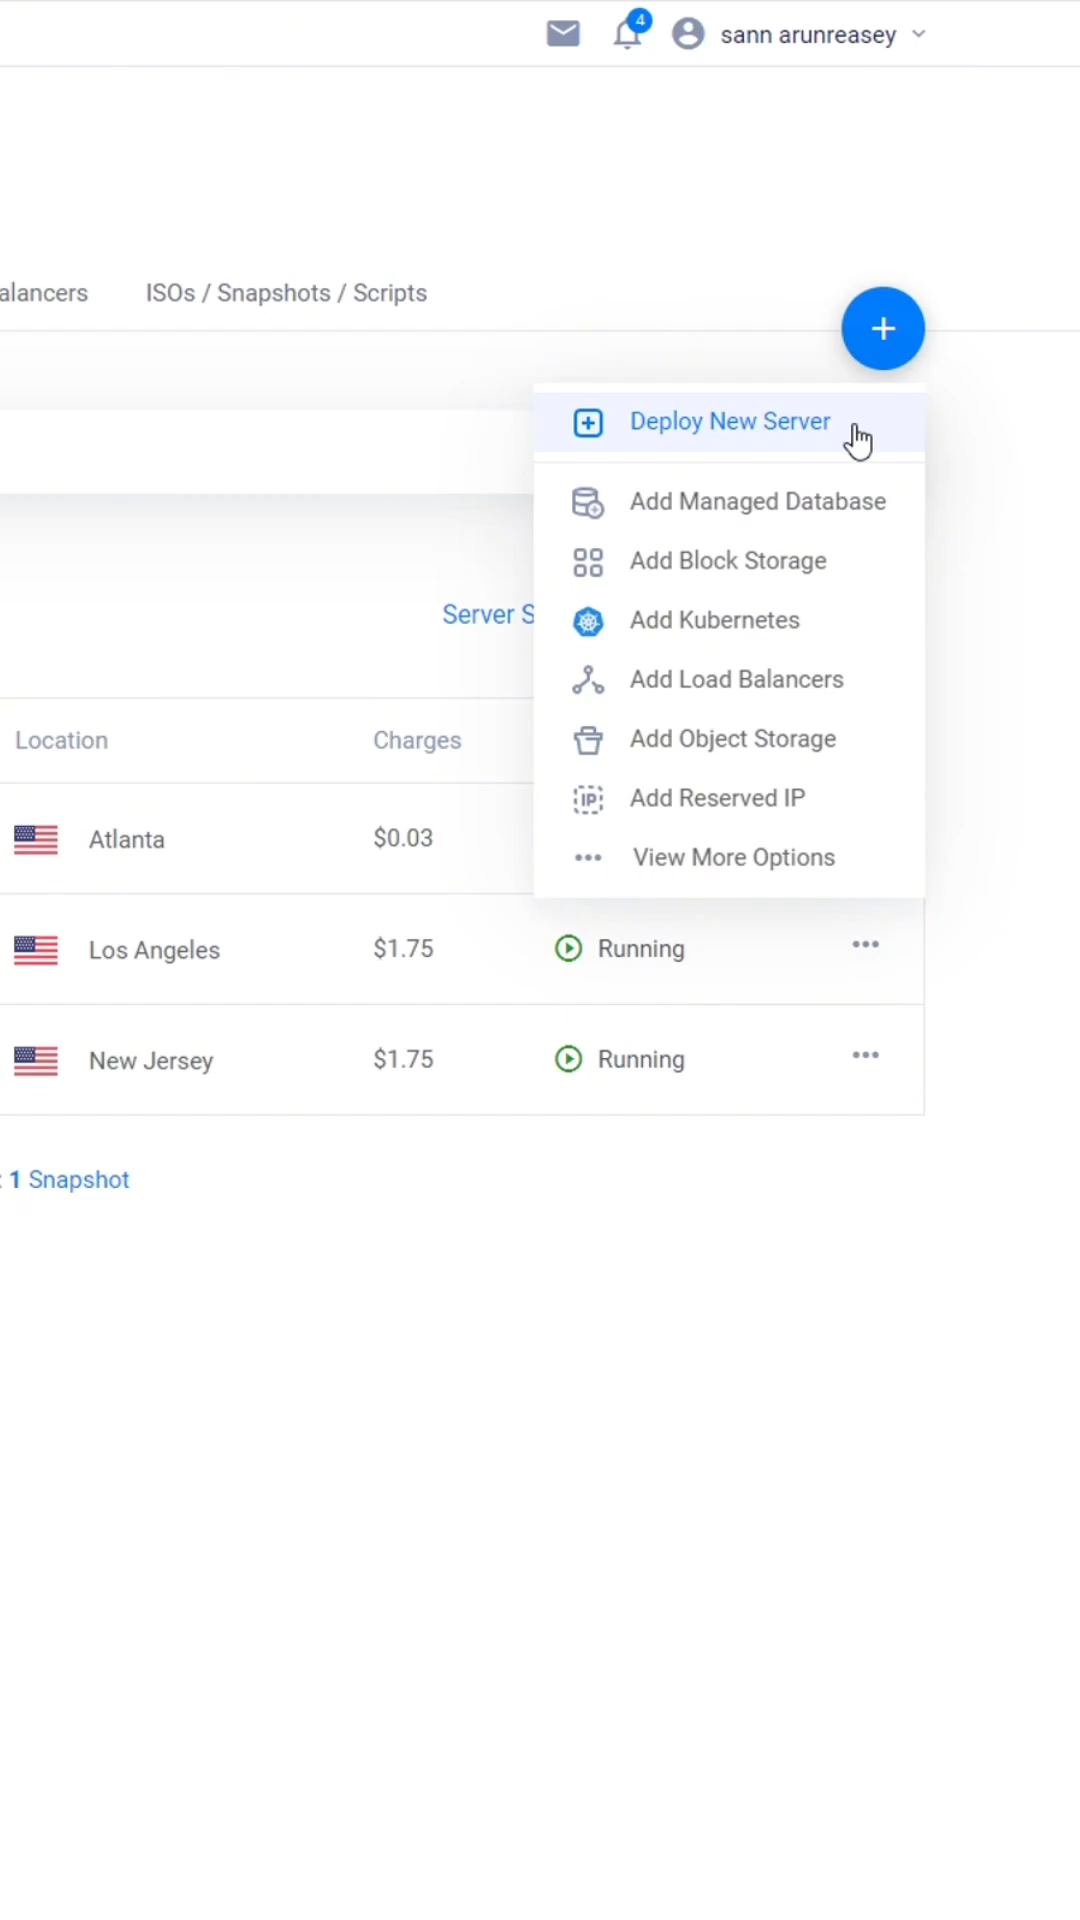 4
sann arunreasey
alancers
ISOs / Snapshots / Scripts
+
Deploy New Server
Add Managed Database
Add Block Storage
Server S
Add Kubernetes
Add Load Balancers
Location
Charges
Add Object Storage
IP
Add Reserved IP
Atlanta
$0.03
View More Options
Los Angeles
$1.75
Running
New Jersey
$1.75
Running
: 1 Snapshot